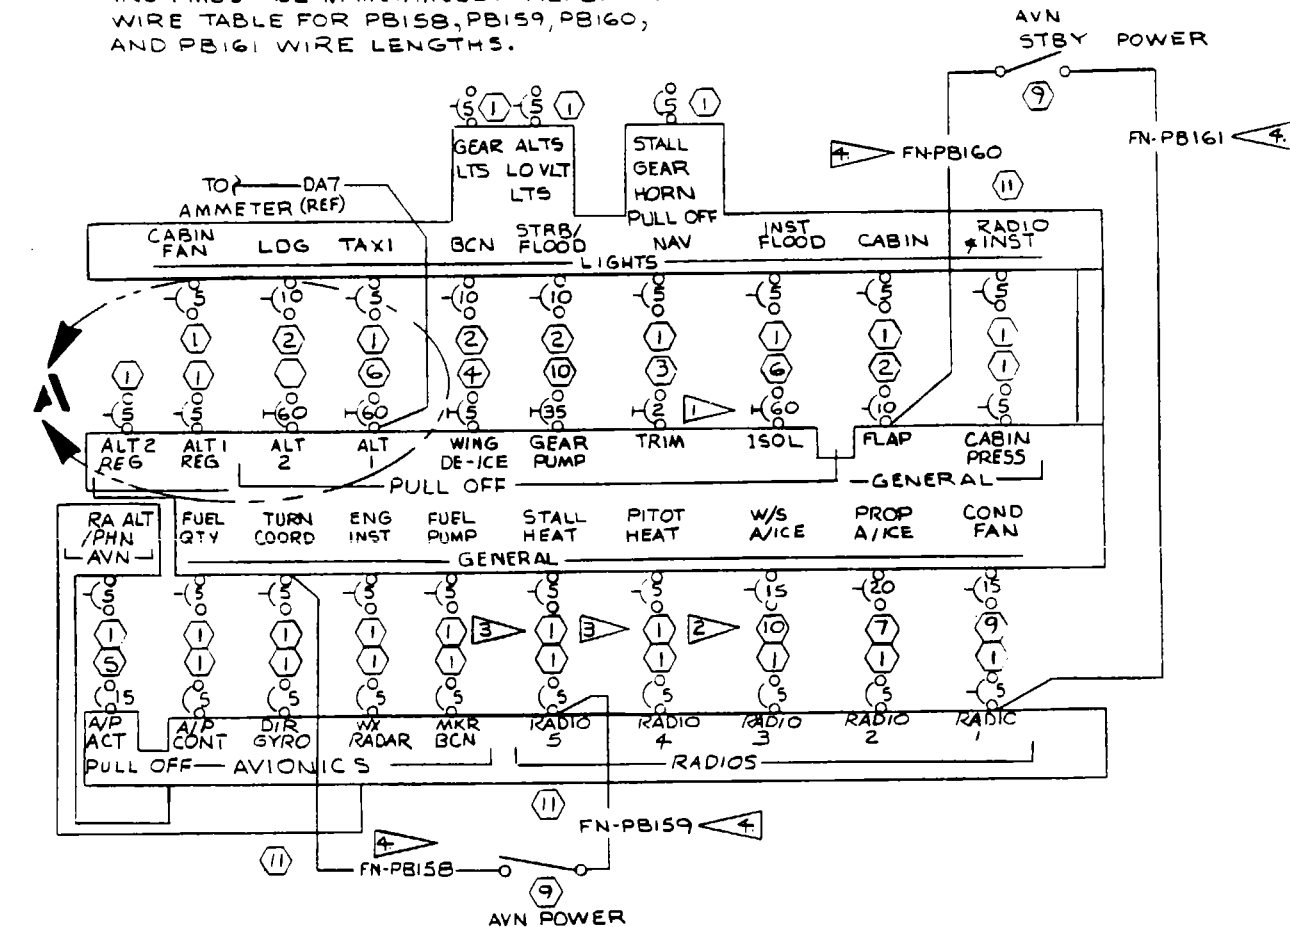 WIRE TABLE FOR PB158, PB159, PB160,
AND PB161 WIRE LENGTHS.
AVN
STBY POWER
9
5 1 5 1 5 1
GEAR ALTS
LTS LO VLT
LTS
STALL
GEAR
HORN
PULL OFF
4. FN-PB160
FN-PB161 4.
11
TO DA7
AMMETER (REF)
CABIN FAN
LDG
TAXI
BCN
STRB/ FLOOD
NAV
INST FLOOD
CABIN
RADIO
INST
LIGHTS
5 10 5 10 10 5 5 5 5
1 2 1 2 2 1 1 1 1
1 1 6 4 10 3 6 2 1
A
5 5 60 60 5 35 2 1 60 10 5
ALT 2 REG
ALT 1 REG
ALT 2
ALT 1
WING DE-ICE
GEAR PUMP
TRIM
ISOL
FLAP
CABIN PRESS
PULL OFF
GENERAL
RA ALT
/PHN
AVN
FUEL QTY
TURN COORD
ENG INST
FUEL PUMP
STALL HEAT
PITOT HEAT
W/S A/ICE
PROP A/ICE
COND FAN
GENERAL
5 5 5 5 5 5 5 15 20 15
1 1 1 1 1 3 1 3 1 2 10 7 9
5 1 1 1 1 1 1 1 1 1
15 5 5 5 5 5 5 5 5 5
A/P ACT
A/P CONT
DIR GYRO
WX RADAR
MKR BCN
RADIO 5
RADIO 4
RADIO 3
RADIO 2
RADIO 1
PULL OFF AVIONICS
RADIOS
11
FN-PB159 4.
4
11
FN-PB158
9
AVN POWER